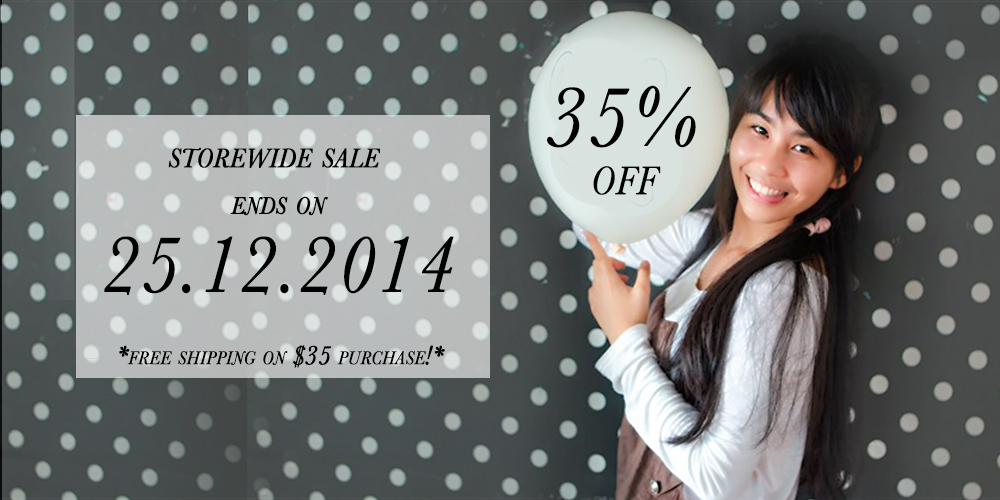 STOREWIDE SALE
ENDS ON
25.12.2014
*FREE SHIPPING ON $35 PURCHASE!*
35%
OFF